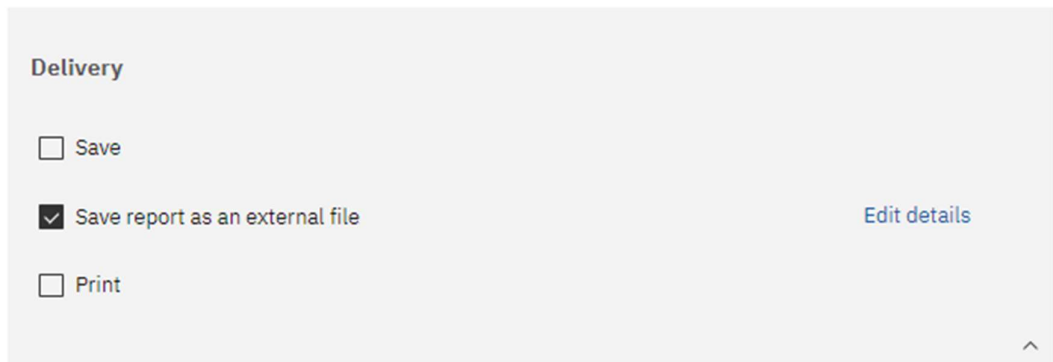 Delivery
Save
Save report as an external file Edit details
Print